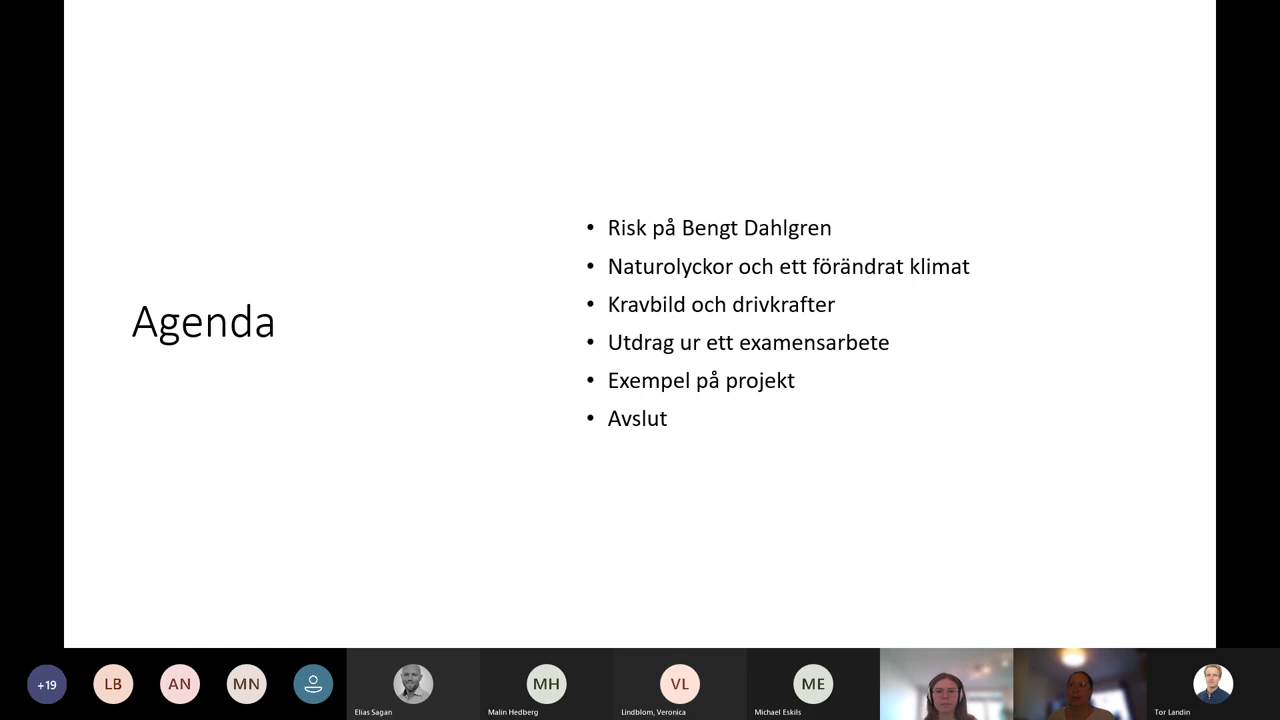 Agenda
Risk på Bengt Dahlgren
Naturolyckor och ett förändrat klimat
Kravbild och drivkrafter
Utdrag ur ett examensarbete
Exempel på projekt
Avslut
+19
LB
AN
MN
Elias Sagan
MH
Malin Hedberg
VL
Lindblom, Veronica
ME
Michael Eskils
Tor Landin